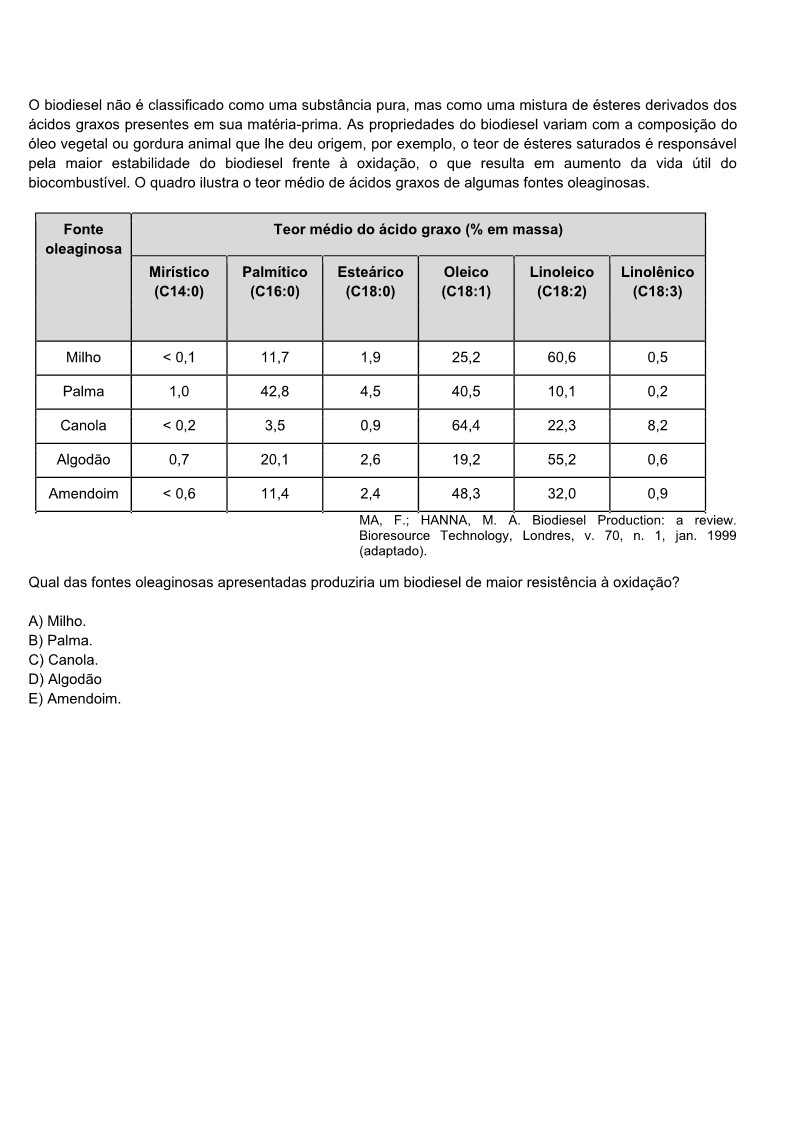 O biodiesel não é classificado como uma substância pura, mas como uma mistura de ésteres derivados dos
ácidos graxos presentes em sua matéria-prima. As propriedades do biodiesel variam com a composição do
óleo vegetal ou gordura animal que lhe deu origem, por exemplo, o teor de ésteres saturados é responsável
pela maior estabilidade do biodiesel frente à oxidação, o que resulta em aumento da vida útil do
biocombustível. O quadro ilustra o teor médio de ácidos graxos de algumas fontes oleaginosas.
Fonte Teor médio do ácido graxo (% em massa)
oleaginosa
Mirístico Palmítico Esteárico Oleico Linoleico Linolênico
(C14:0) (C16:0) (C18:0) (C18:1) (C18:2) (C18:3)
Milho < 0,1 11,7 1,9 25,2 60,6 0,5
Palma 1,0 42,8 4,5 40,5 10,1 0,2
Canola < 0,2 3,5 0,9 64,4 22,3 8,2
Algodão 0,7 20,1 2,6 19,2 55,2 0,6
Amendoim < 0,6 11,4 2,4 48,3 32,0 0,9
MA, F.; HANNA, M. A. Biodiesel Production: a review.
Bioresource Technology, Londres, v. 70, n. 1, jan. 1999
(adaptado).
Qual das fontes oleaginosas apresentadas produziria um biodiesel de maior resistência à oxidação?
A) Milho.
B) Palma.
C) Canola.
D) Algodão
E) Amendoim.